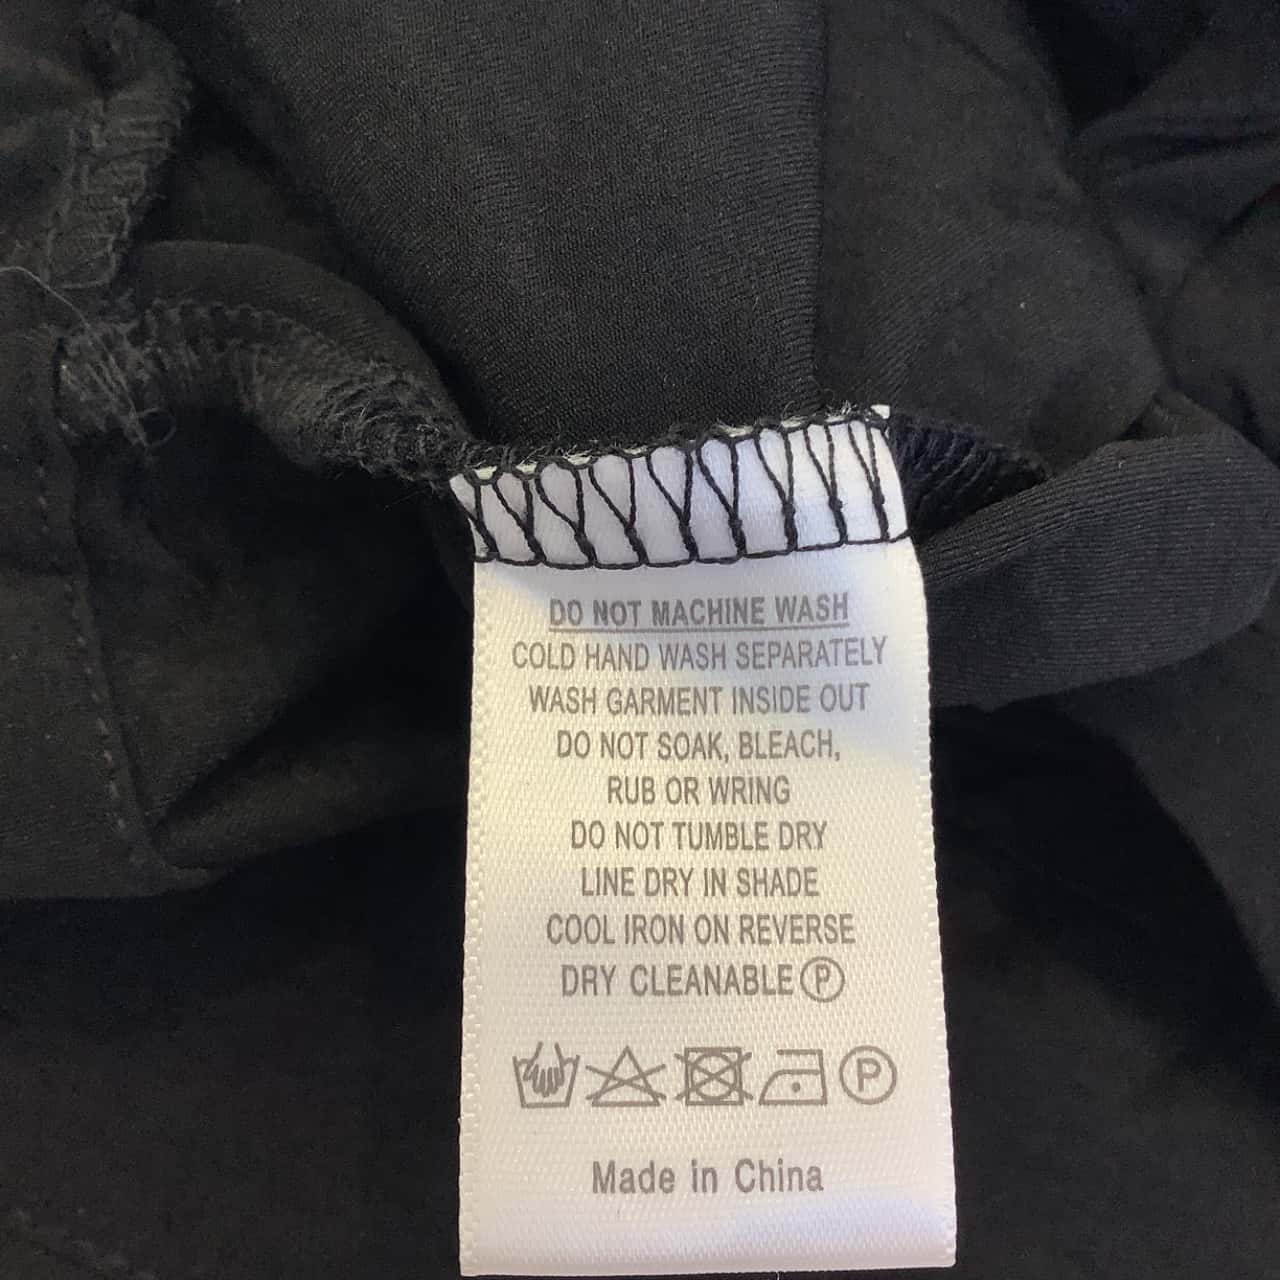 DO NOT MACHINE WASH
COLD HAND WASH SEPARATELY
WASH GARMENT INSIDE OUT
DO NOT SOAK, BLEACH,
RUB OR WRING
DO NOT TUMBLE DRY
LINE DRY IN SHADE
COOL IRON ON REVERSE
DRY CLEANABLE Ⓟ
Ⓟ
Made in China